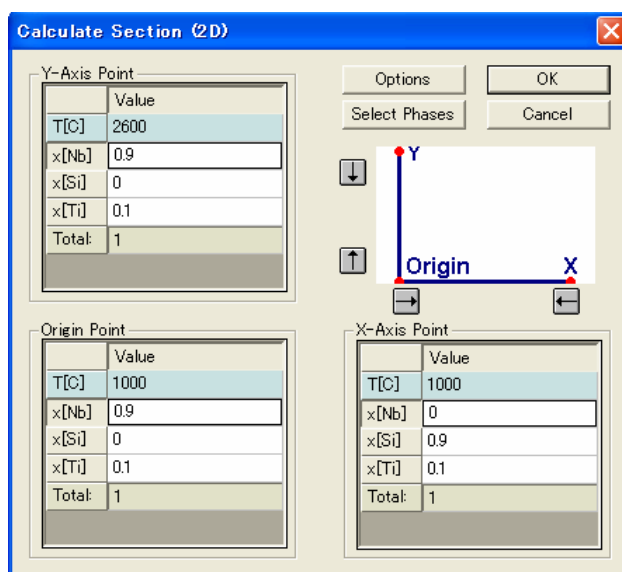 Calculate Section (2D)
Y-Axis Point
Value
T[C] 2600
x[Nb] 0.9
x[Si] 0
x[Ti] 0.1
Total: 1
Options
OK
Select Phases
Cancel
Y
Origin
X
Origin Point
Value
T[C] 1000
x[Nb] 0.9
x[Si] 0
x[Ti] 0.1
Total: 1
X-Axis Point
Value
T[C] 1000
x[Nb] 0
x[Si] 0.9
x[Ti] 0.1
Total: 1